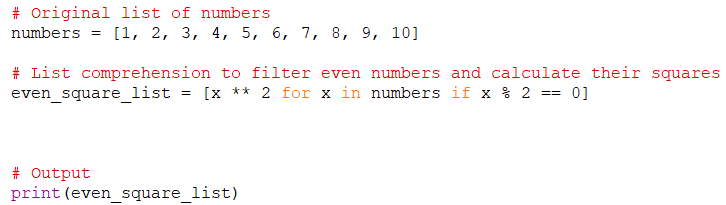 # Original list of numbers
numbers = [1, 2, 3, 4, 5, 6, 7, 8, 9, 10]
# List comprehension to filter even numbers and calculate their squares
even_square_list = [x ** 2 for x in numbers if x % 2 == 0]
# Output
print(even_square_list)